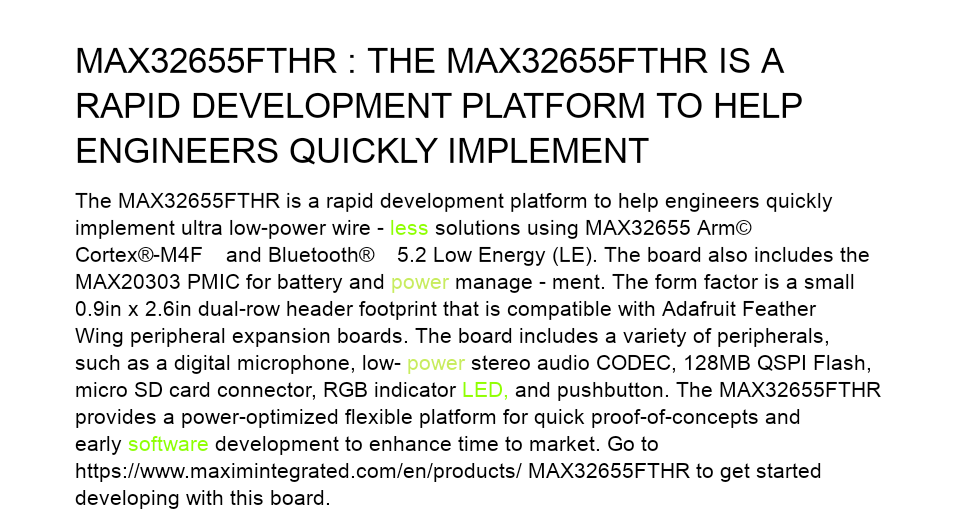 MAX32655FTHR : THE MAX32655FTHR IS A
RAPID DEVELOPMENT PLATFORM TO HELP
ENGINEERS QUICKLY IMPLEMENT
The MAX32655FTHR is a rapid development platform to help engineers quickly
implement ultra low-power wire - less solutions using MAX32655 Arm©
Cortex®-M4F    and Bluetooth®    5.2 Low Energy (LE). The board also includes the
MAX20303 PMIC for battery and power manage - ment. The form factor is a small
0.9in x 2.6in dual-row header footprint that is compatible with Adafruit Feather
Wing peripheral expansion boards. The board includes a variety of peripherals,
such as a digital microphone, low- power stereo audio CODEC, 128MB QSPI Flash,
micro SD card connector, RGB indicator LED, and pushbutton. The MAX32655FTHR
provides a power-optimized flexible platform for quick proof-of-concepts and
early software development to enhance time to market. Go to
https://www.maximintegrated.com/en/products/ MAX32655FTHR to get started
developing with this board.